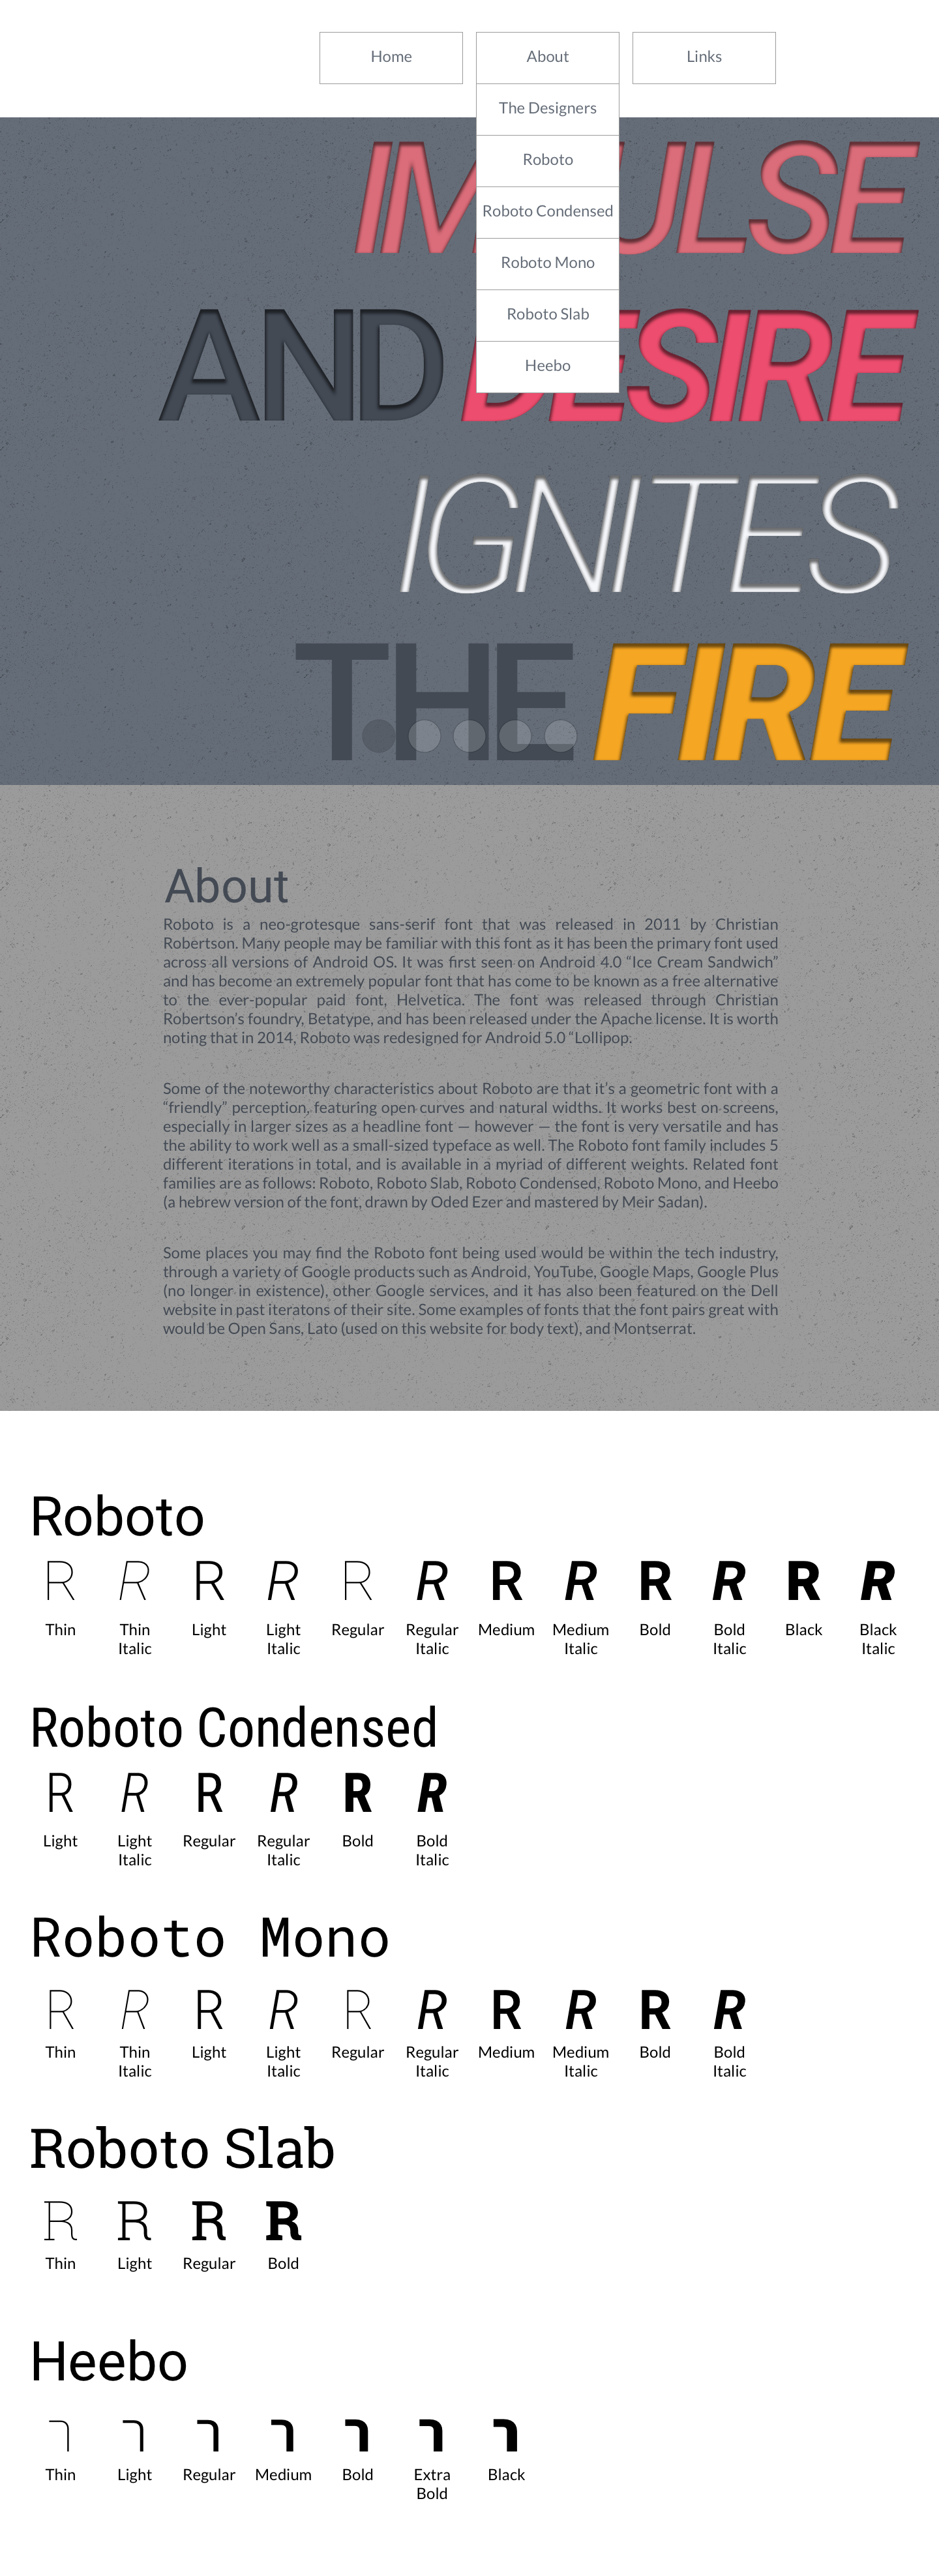 Home
About
Links
The Designers
Roboto
Roboto Condensed
Roboto Mono
Roboto Slab
Heebo
IM ULSE
AND DESIRE
IGNITES
THE FIRE
About
Roboto is a neo-grotesque sans-serif font that was released in 2011 by Christian
Robertson. Many people may be familiar with this font as it has been the primary font used
across all versions of Android OS. It was first seen on Android 4.0 “Ice Cream Sandwich”
and has become an extremely popular font that has come to be known as a free alternative
to the ever-popular paid font, Helvetica. The font was released through Christian
Robertson’s foundry, Betatype, and has been released under the Apache license. It is worth
noting that in 2014, Roboto was redesigned for Android 5.0 “Lollipop.
Some of the noteworthy characteristics about Roboto are that it’s a geometric font with a
“friendly” perception, featuring open curves and natural widths. It works best on screens,
especially in larger sizes as a headline font — however — the font is very versatile and has
the ability to work well as a small-sized typeface as well. The Roboto font family includes 5
different iterations in total, and is available in a myriad of different weights. Related font
families are as follows: Roboto, Roboto Slab, Roboto Condensed, Roboto Mono, and Heebo
(a hebrew version of the font, drawn by Oded Ezer and mastered by Meir Sadan).
Some places you may find the Roboto font being used would be within the tech industry,
through a variety of Google products such as Android, YouTube, Google Maps, Google Plus
(no longer in existence), other Google services, and it has also been featured on the Dell
website in past iteratons of their site. Some examples of fonts that the font pairs great with
would be Open Sans, Lato (used on this website for body text), and Montserrat.
Roboto
R R R R R R R R R R R R
Thin Thin Italic Light Light Italic Regular Regular Italic Medium Medium Italic Bold Bold Italic Black Black Italic
Roboto Condensed
R R R R R R
Light Light Italic Regular Regular Italic Bold Bold Italic
Roboto Mono
R R R R R R R R R R
Thin Thin Italic Light Light Italic Regular Regular Italic Medium Medium Italic Bold Bold Italic
Roboto Slab
R R R R
Thin Light Regular Bold
Heebo
ר ר ר ר ר ר ר
Thin Light Regular Medium Bold Extra Bold Black